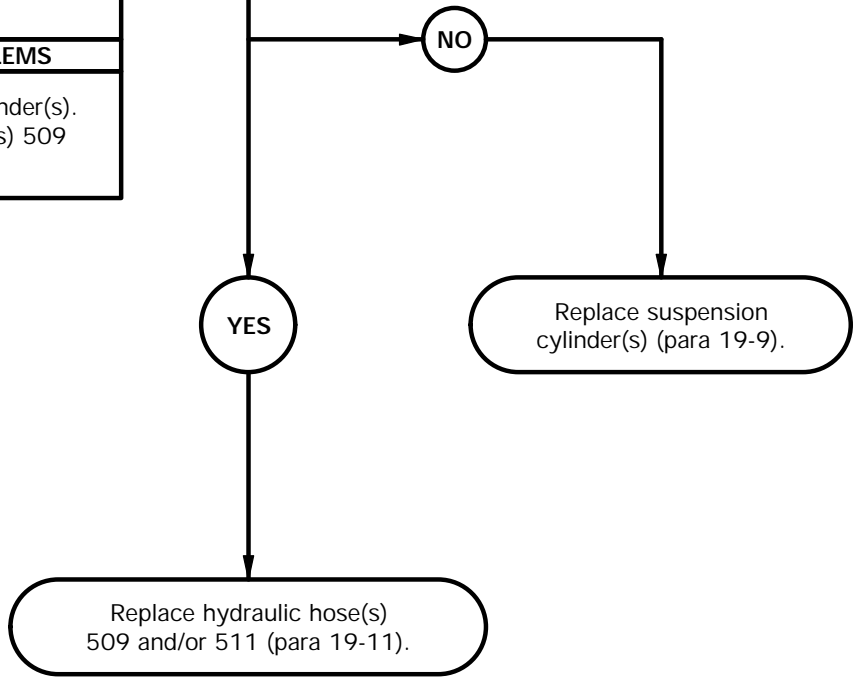 NO
LEMS
nder(s).
s) 509
YES
Replace suspension
cylinder(s) (para 19-9).
Replace hydraulic hose(s)
509 and/or 511 (para 19-11).